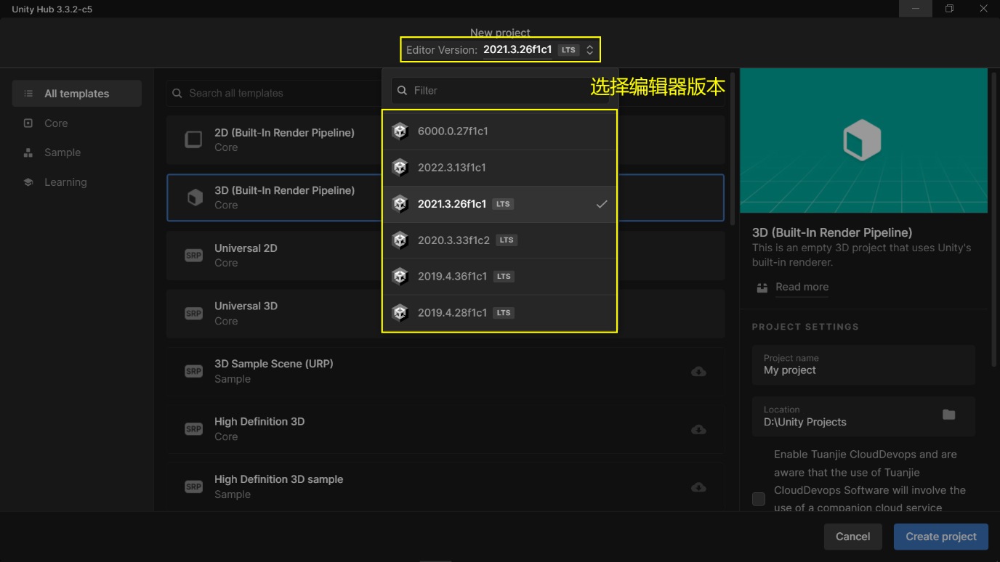 Unity Hub 3.3.2-c5
New project
Editor Version: 2021.3.26f1c1 LTS
选择编辑器版本
All templates
Core
Sample
Learning
Search all templates
2D (Built-In Render Pipeline)
Core
3D (Built-In Render Pipeline)
Core
SRP
Universal 2D
Core
SRP
Universal 3D
Core
SRP
3D Sample Scene (URP)
Sample
SRP
High Definition 3D
Core
SRP
High Definition 3D sample
Sample
Filter
6000.0.27f1c1
2022.3.13f1c1
2021.3.26f1c1 LTS
2020.3.33f1c2 LTS
2019.4.36f1c1 LTS
2019.4.28f1c1 LTS
3D (Built-In Render Pipeline)
This is an empty 3D project that uses Unity's
built-in renderer.
Read more
PROJECT SETTINGS
Project name
My project
Location
D:\Unity Projects
Enable Tuanjie CloudDevops and are
aware that the use of Tuanjie
CloudDevops Software will involve the
use of a companion cloud service
Cancel
Create project